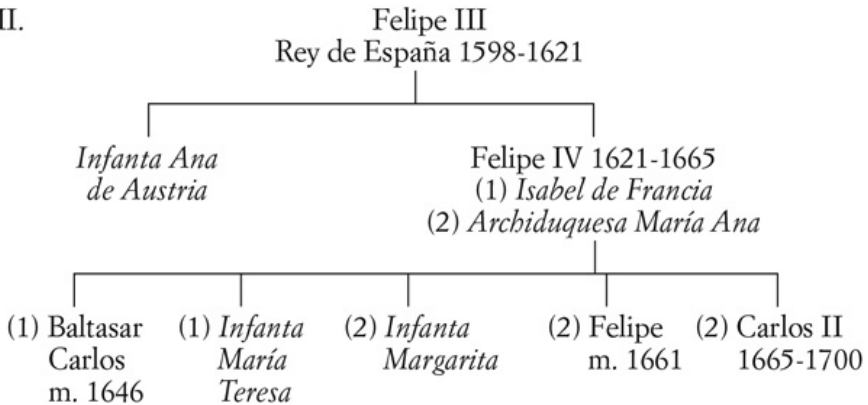 II.
Felipe III
Rey de España 1598-1621
Infanta Ana
de Austria
Felipe IV 1621-1665
(1) Isabel de Francia
(2) Archiduquesa María Ana
(1) Baltasar
Carlos
m. 1646
(1) Infanta
María
Teresa
(2) Infanta
Margarita
(2) Felipe
m. 1661
(2) Carlos II
1665-1700